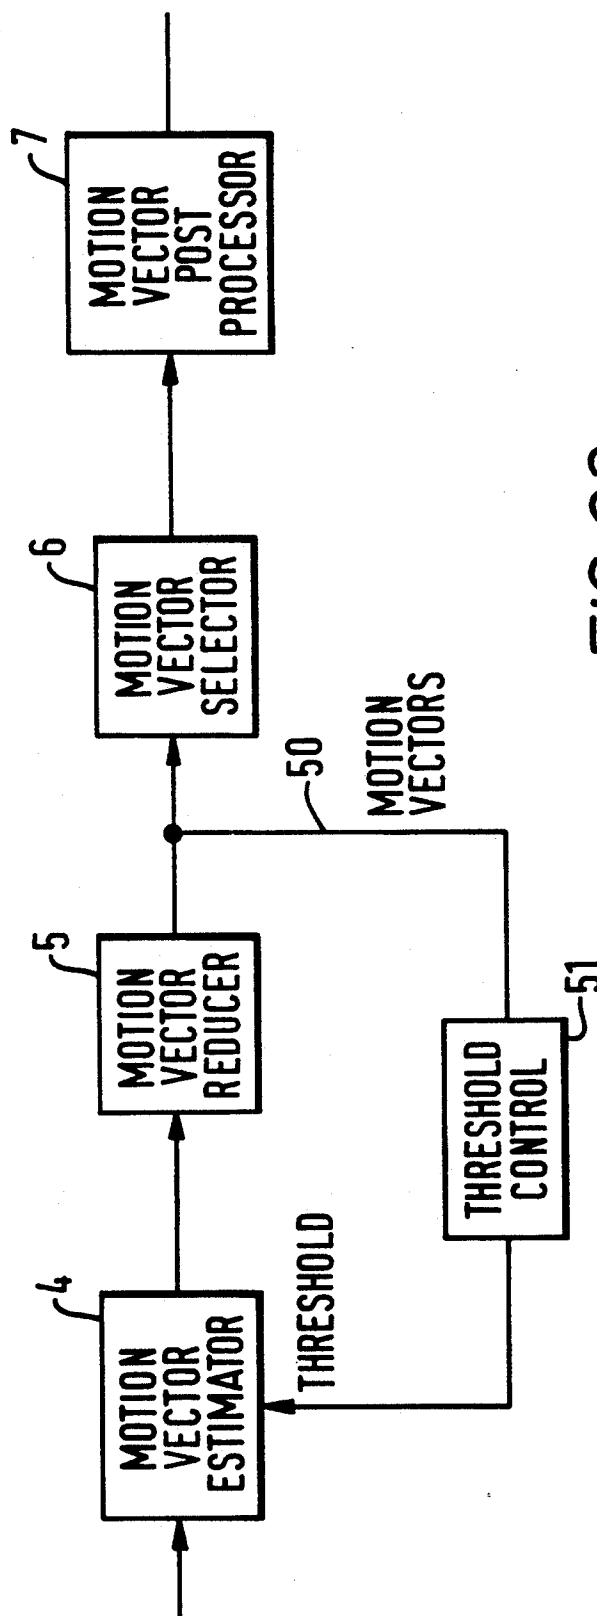 4
MOTION
VECTOR
ESTIMATOR
5
MOTION
VECTOR
REDUCER
6
MOTION
VECTOR
SELECTOR
7
MOTION
VECTOR
POST
PROCESSOR
THRESHOLD
50
MOTION
VECTORS
THRESHOLD
CONTROL
51